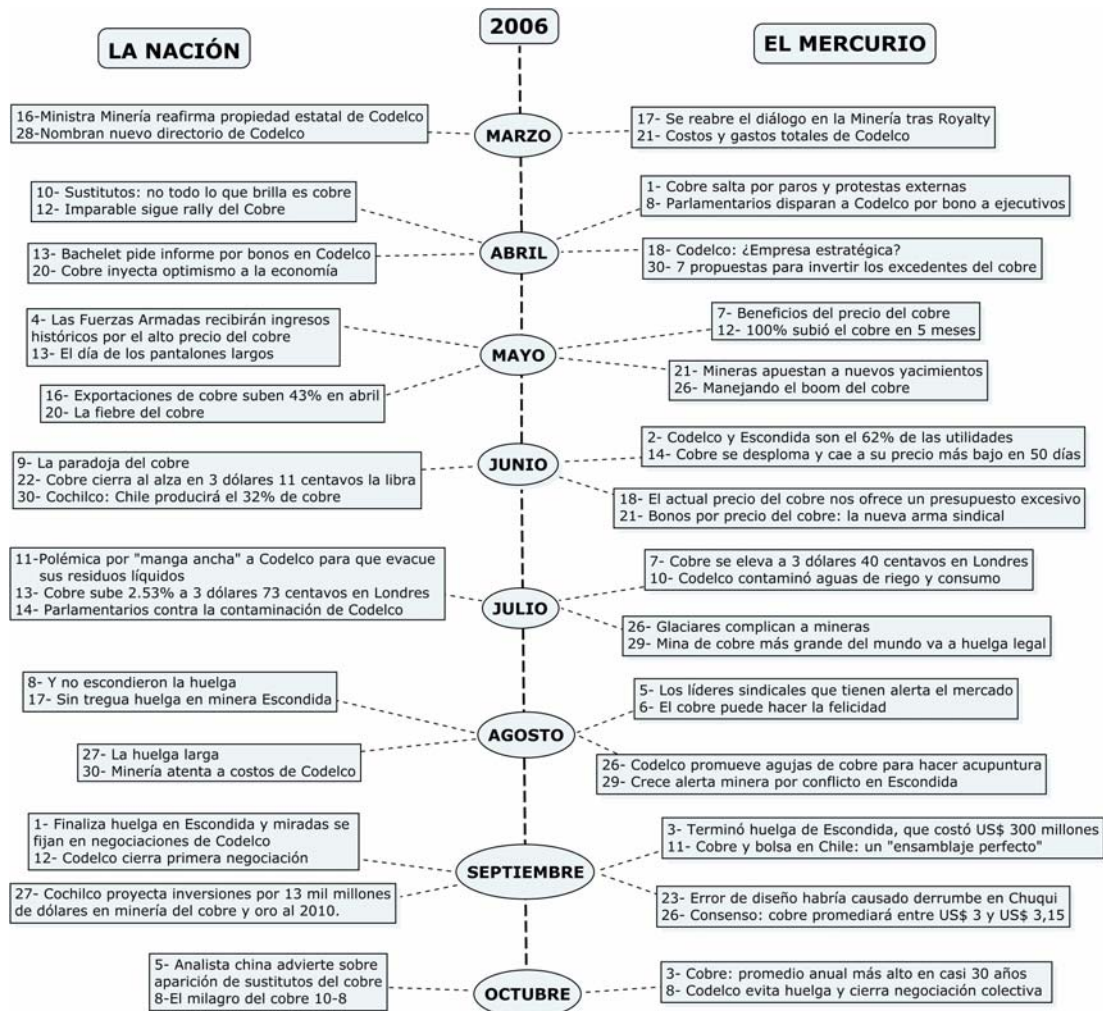 2006
LA NACIÓN
EL MERCURIO
MARZO
16-Ministra Minería reafirma propiedad estatal de Codelco
28-Nombran nuevo directorio de Codelco
17- Se reabre el diálogo en la Minería tras Royalty
21- Costos y gastos totales de Codelco
ABRIL
10- Sustitutos: no todo lo que brilla es cobre
12- Imparable sigue rally del Cobre
13- Bachelet pide informe por bonos en Codelco
20- Cobre inyecta optimismo a la economía
1- Cobre salta por paros y protestas externas
8- Parlamentarios disparan a Codelco por bono a ejecutivos
18- Codelco: ¿Empresa estratégica?
30- 7 propuestas para invertir los excedentes del cobre
MAYO
4- Las Fuerzas Armadas recibirán ingresos
históricos por el alto precio del cobre
13- El día de los pantalones largos
16- Exportaciones de cobre suben 43% en abril
20- La fiebre del cobre
7- Beneficios del precio del cobre
12- 100% subió el cobre en 5 meses
21- Mineras apuestan a nuevos yacimientos
26- Manejando el boom del cobre
JUNIO
9- La paradoja del cobre
22- Cobre cierra al alza en 3 dólares 11 centavos la libra
30- Cochilco: Chile producirá el 32% de cobre
2- Codelco y Escondida son el 62% de las utilidades
14- Cobre se desploma y cae a su precio más bajo en 50 días
18- El actual precio del cobre nos ofrece un presupuesto excesivo
21- Bonos por precio del cobre: la nueva arma sindical
JULIO
11-Polémica por "manga ancha" a Codelco para que evacue
sus residuos líquidos
13- Cobre sube 2.53% a 3 dólares 73 centavos en Londres
14- Parlamentarios contra la contaminación de Codelco
7- Cobre se eleva a 3 dólares 40 centavos en Londres
10- Codelco contaminó aguas de riego y consumo
26- Glaciares complican a mineras
29- Mina de cobre más grande del mundo va a huelga legal
AGOSTO
8- Y no escondieron la huelga
17- Sin tregua huelga en minera Escondida
27- La huelga larga
30- Minería atenta a costos de Codelco
5- Los líderes sindicales que tienen alerta el mercado
6- El cobre puede hacer la felicidad
26- Codelco promueve agujas de cobre para hacer acupuntura
29- Crece alerta minera por conflicto en Escondida
SEPTIEMBRE
1- Finaliza huelga en Escondida y miradas se
fijan en negociaciones de Codelco
12- Codelco cierra primera negociación
27- Cochilco proyecta inversiones por 13 mil millones
de dólares en minería del cobre y oro al 2010.
3- Terminó huelga de Escondida, que costó US$ 300 millones
11- Cobre y bolsa en Chile: un "ensamblaje perfecto"
23- Error de diseño habría causado derrumbe en Chuqui
26- Consenso: cobre promediará entre US$ 3 y US$ 3,15
OCTUBRE
5- Analista china advierte sobre
aparición de sustitutos del cobre
8-El milagro del cobre 10-8
3- Cobre: promedio anual más alto en casi 30 años
8- Codelco evita huelga y cierra negociación colectiva